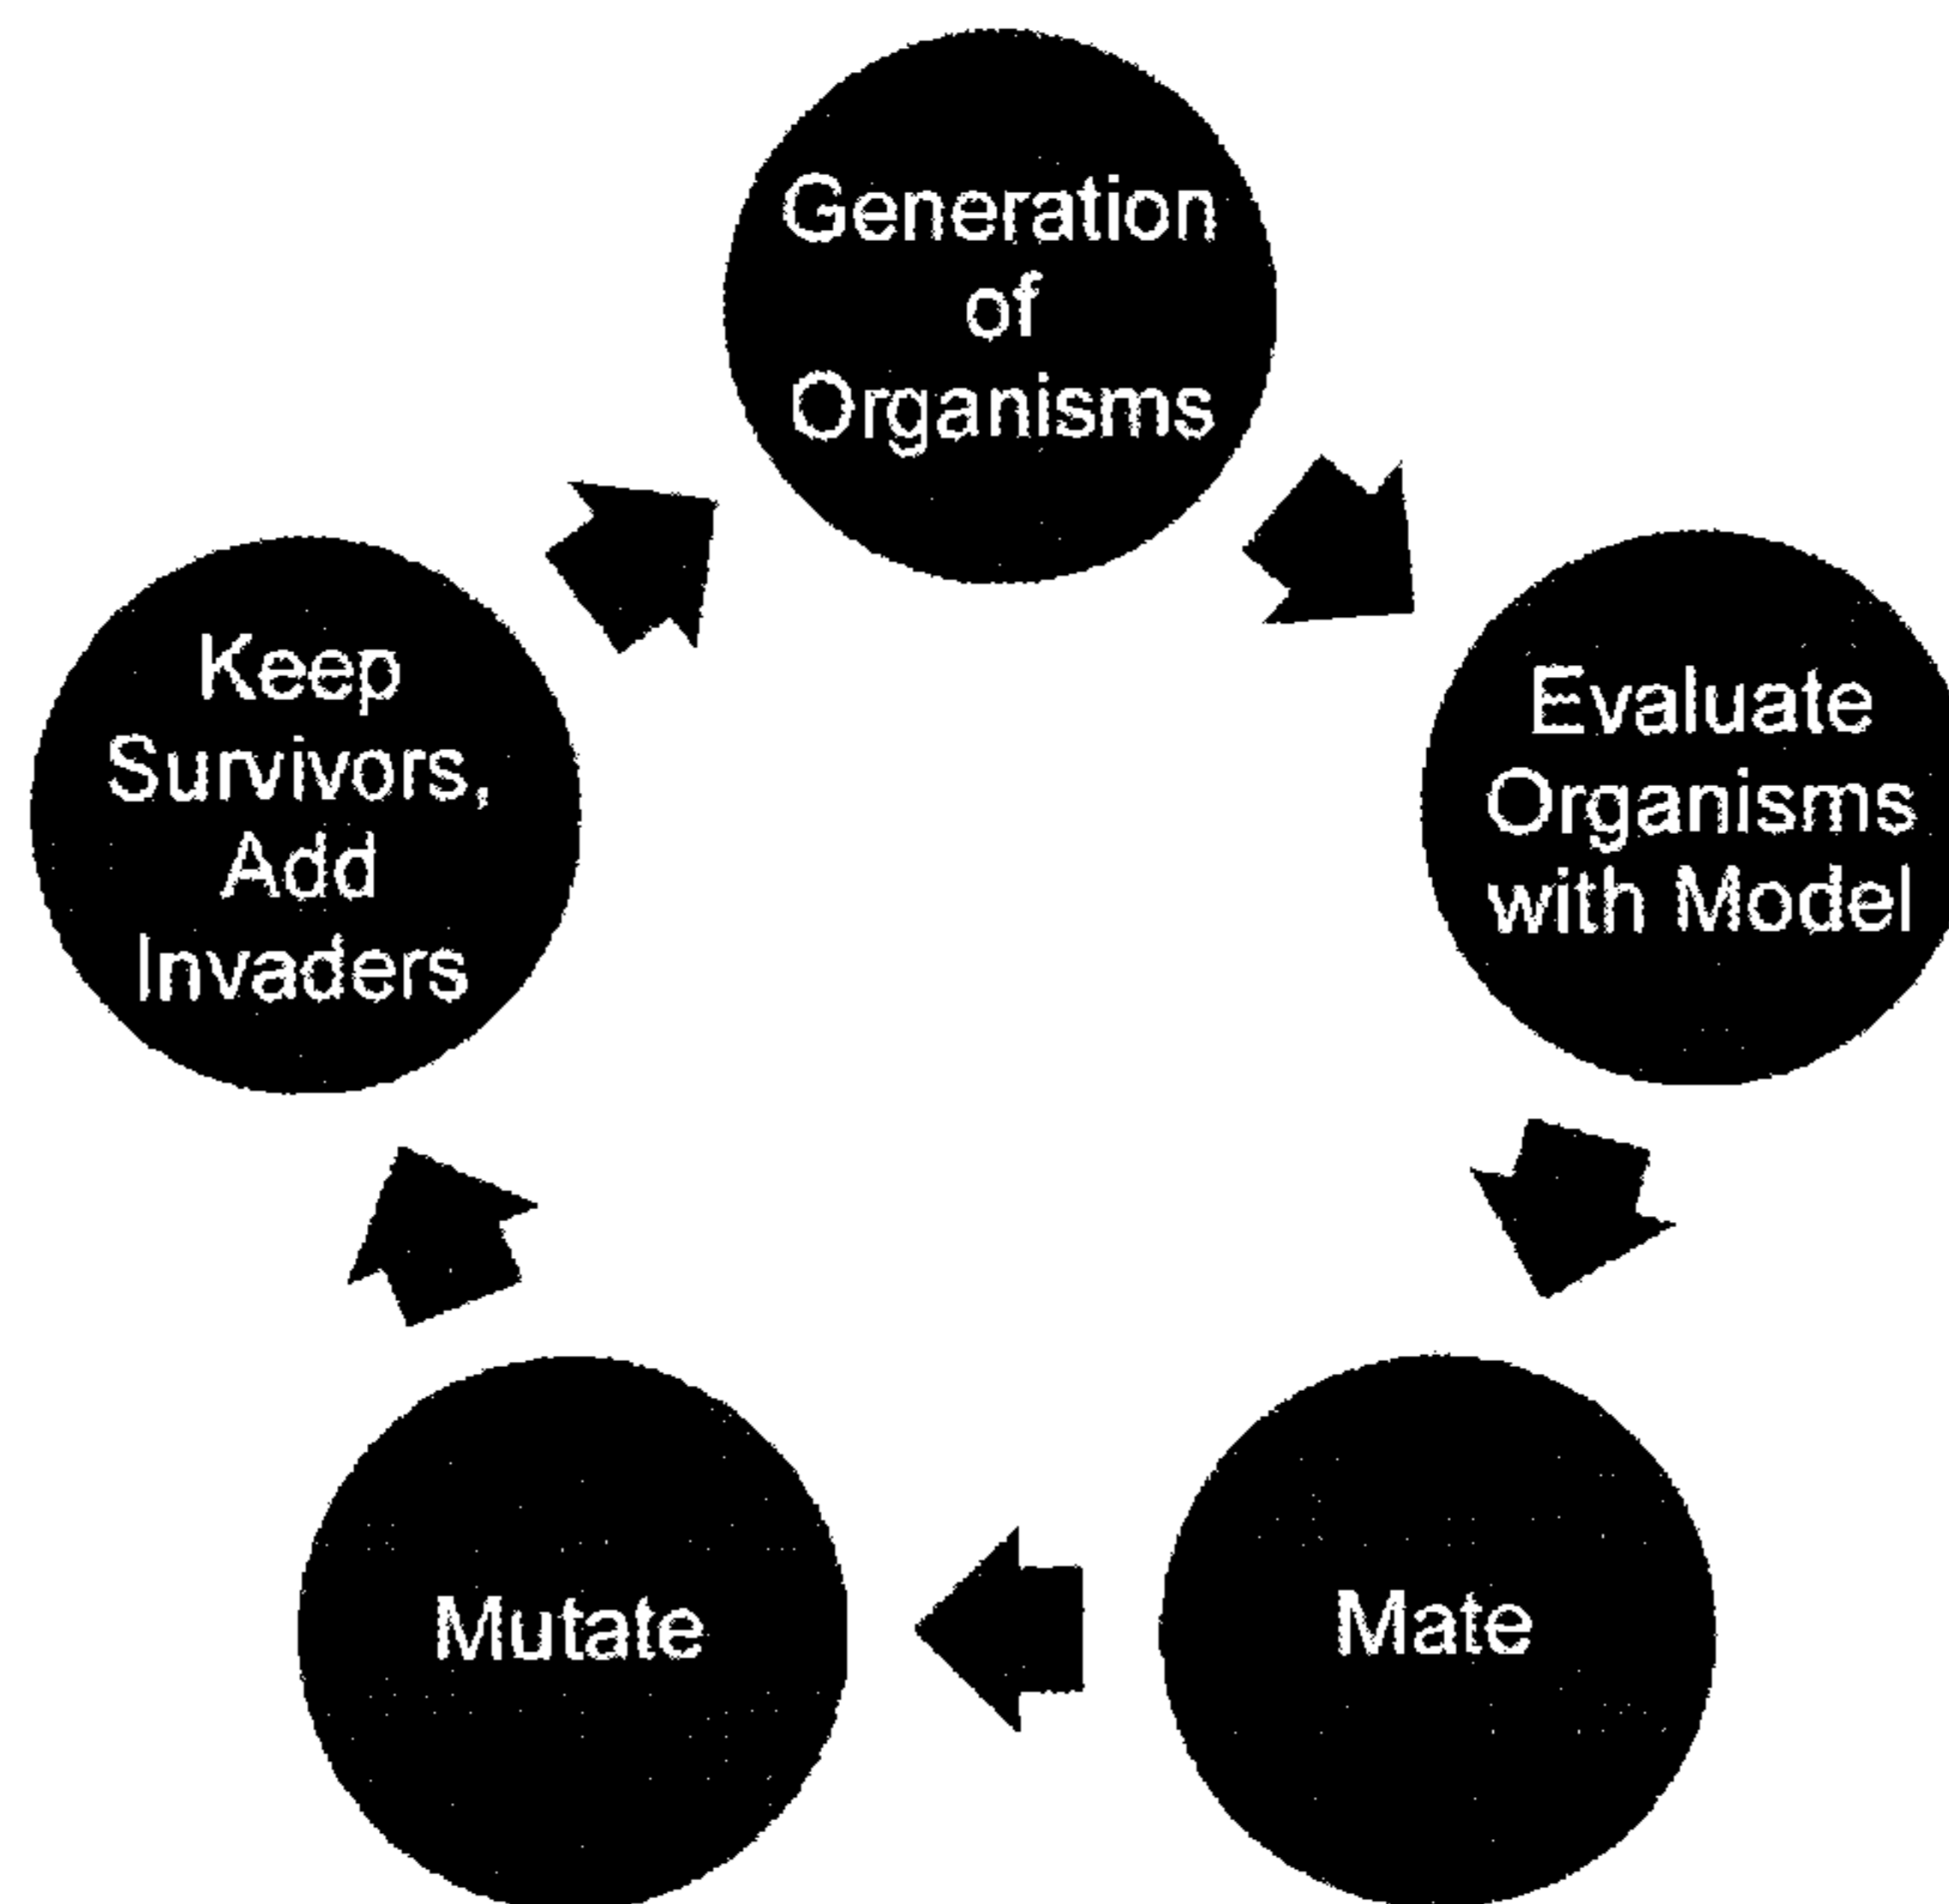 Generation
of
Organisms
Evaluate
Organisms
with Model
Mate
Mutate
Keep
Survivors,
Add
Invaders